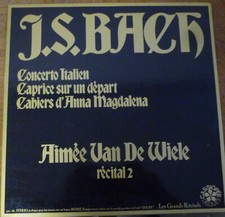 J.S. BACH
Concerto Italien
Caprice sur un départ
Cahiers d'Anna Magdalena
Aimée Van De Wiele
récital 2
Les Grands Récitals